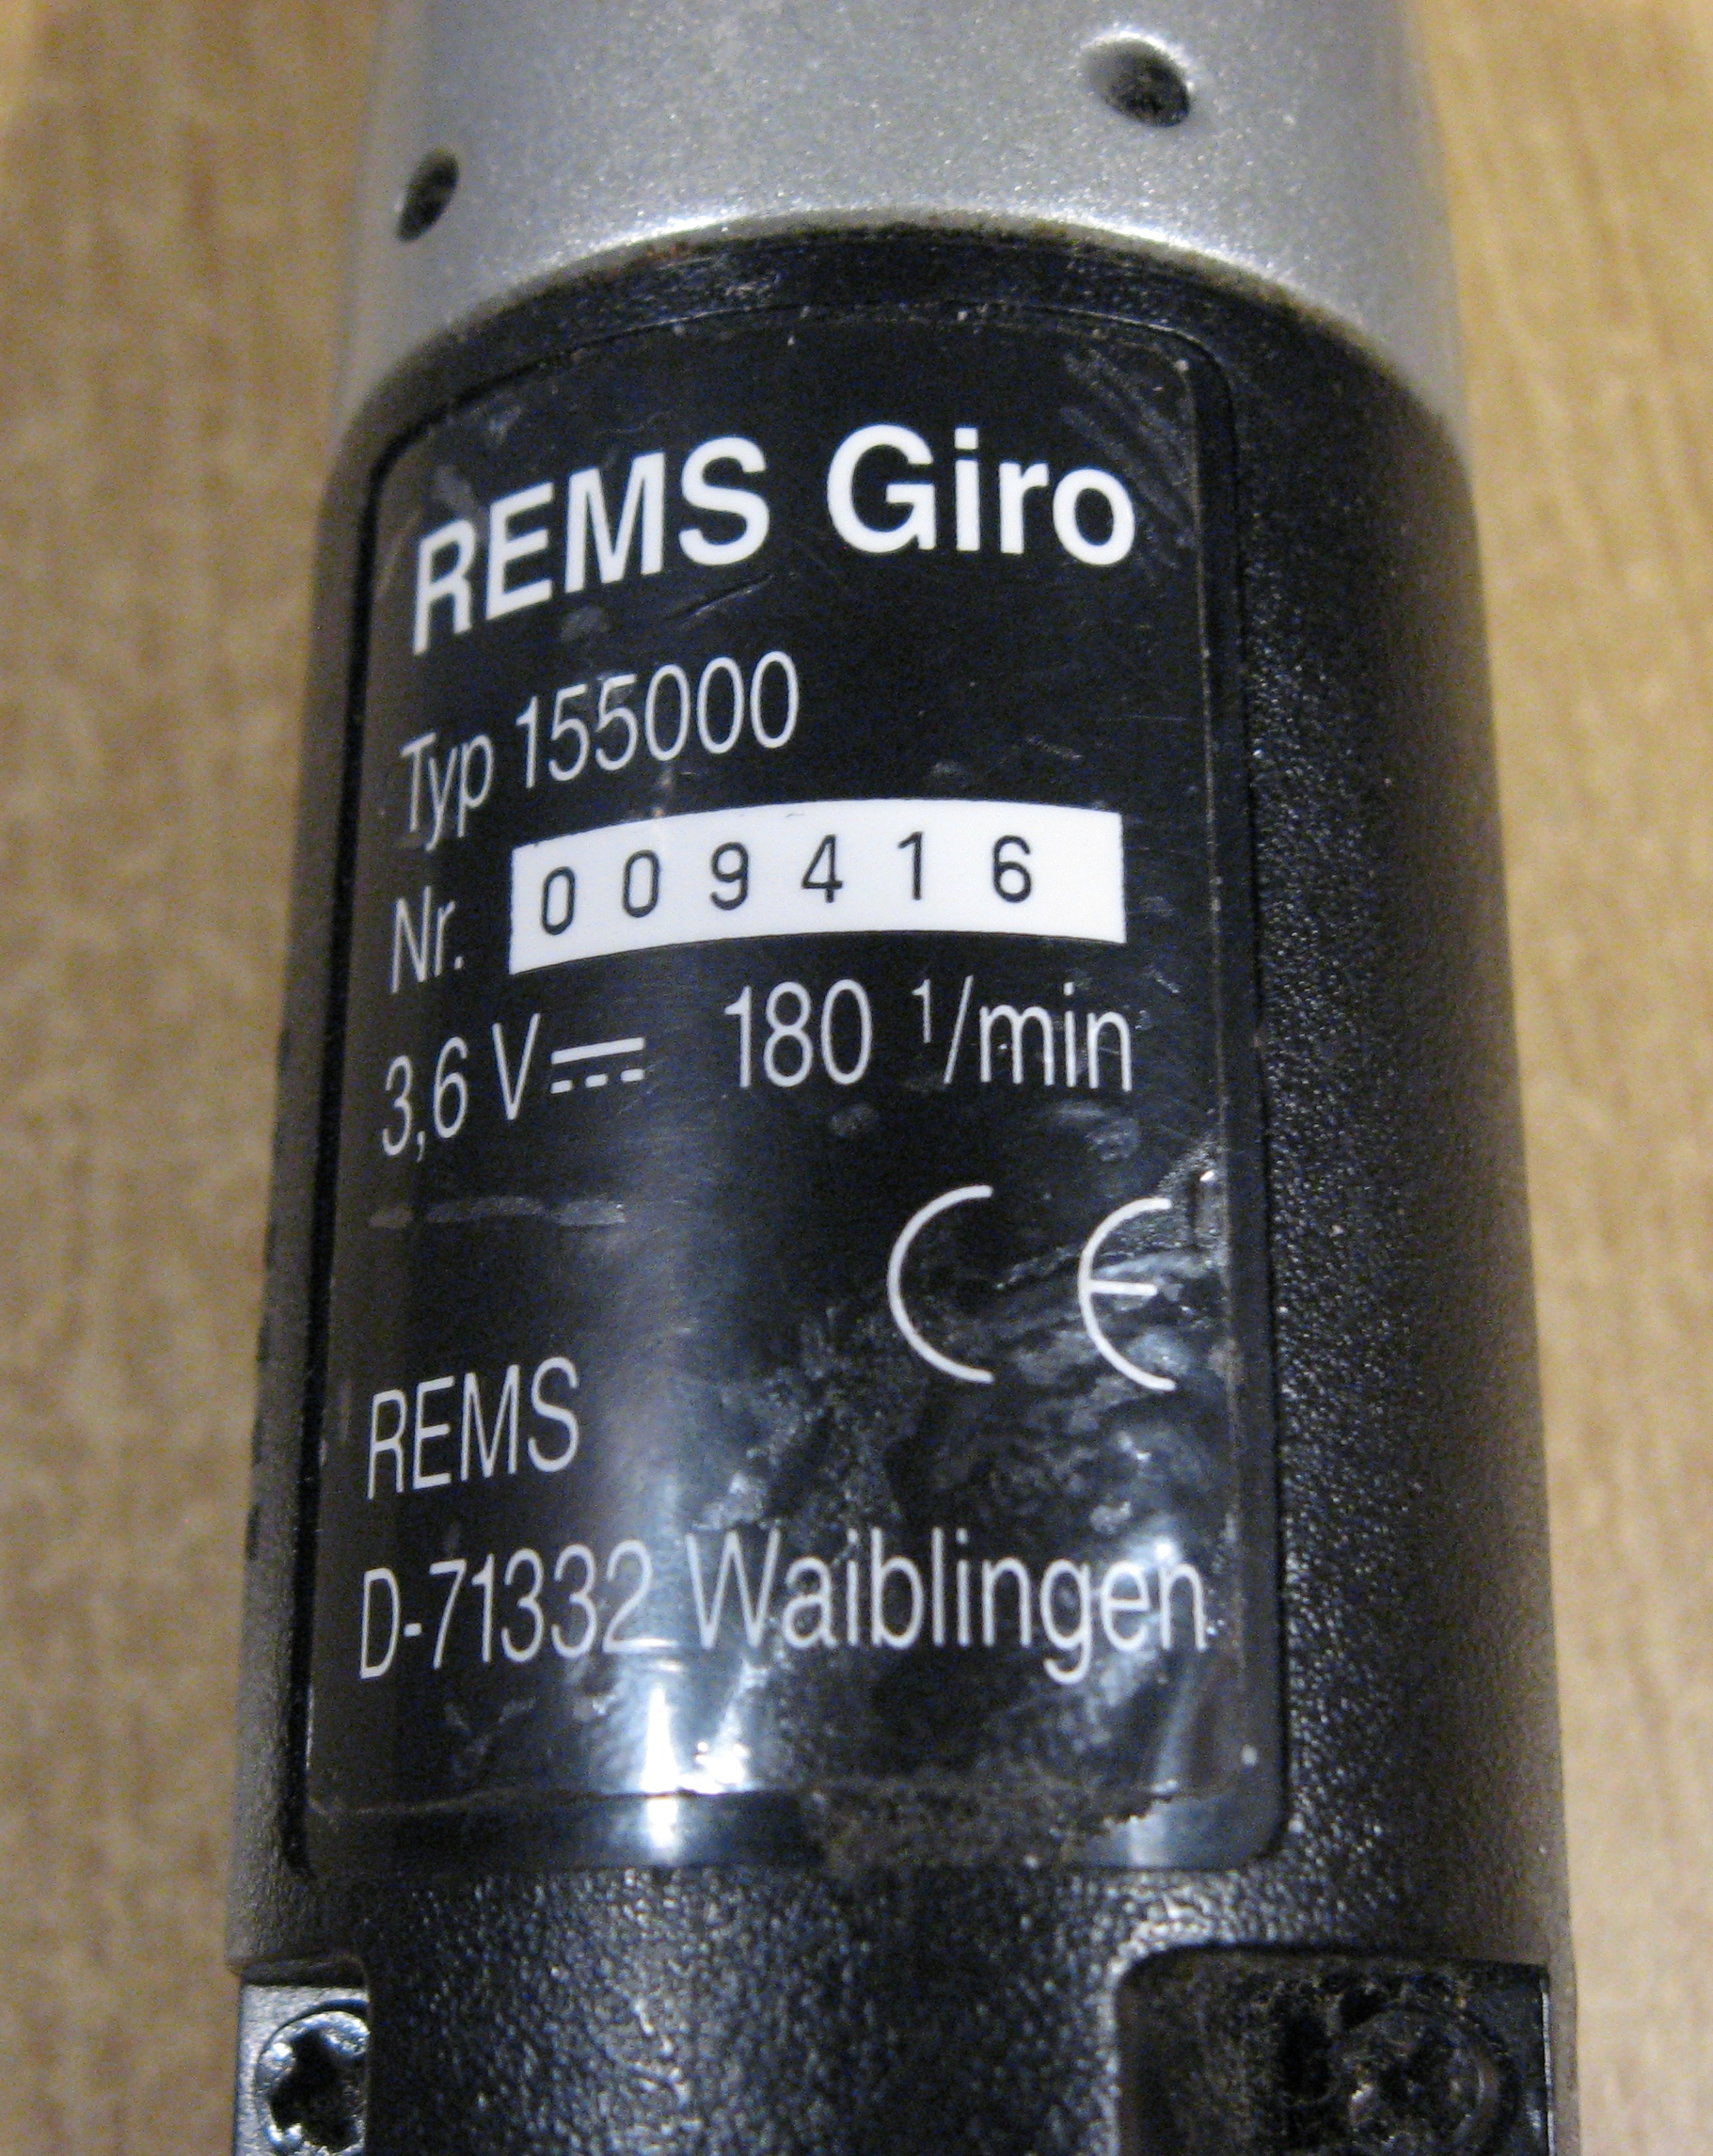 REMS Giro
Typ 155000
Nr. 009416
3,6 V⎓ 180 ¹/min
CE
REMS
D-71332 Waiblingen